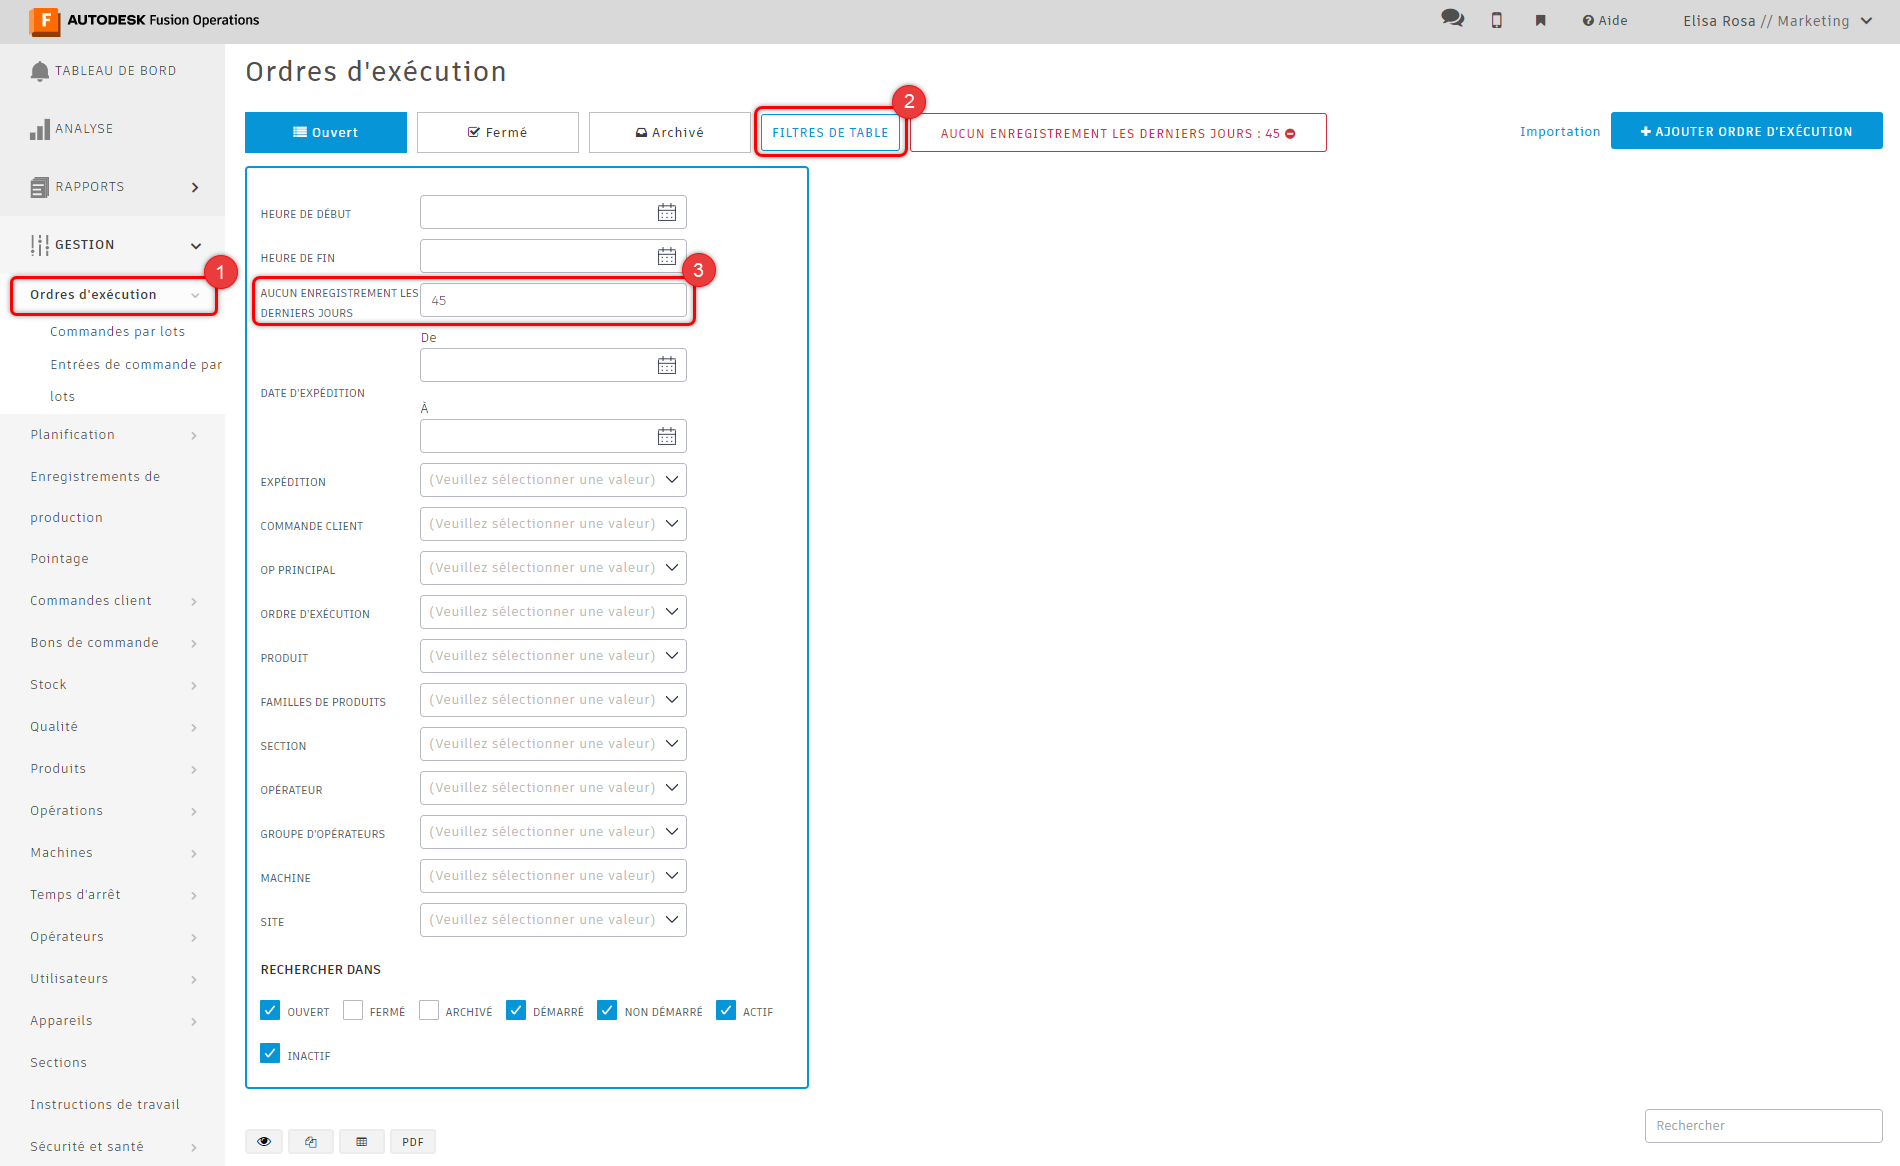 AUTODESK Fusion Operations
Aide
Elisa Rosa // Marketing
TABLEAU DE BORD
ANALYSE
RAPPORTS
GESTION
1
Ordres d'exécution
Commandes par lots
Entrées de commande par
lots
Planification
Enregistrements de
production
Pointage
Commandes client
Bons de commande
Stock
Qualité
Produits
Opérations
Machines
Temps d'arrêt
Opérateurs
Utilisateurs
Appareils
Sections
Instructions de travail
Sécurité et santé
Ordres d'exécution
Ouvert
Fermé
Archivé
FILTRES DE TABLE
2
AUCUN ENREGISTREMENT LES DERNIERS JOURS : 45
Importation
AJOUTER ORDRE D'EXÉCUTION
HEURE DE DÉBUT
HEURE DE FIN
3
AUCUN ENREGISTREMENT LES
DERNIERS JOURS
45
De
DATE D'EXPÉDITION
À
EXPÉDITION (Veuillez sélectionner une valeur)
COMMANDE CLIENT (Veuillez sélectionner une valeur)
OP PRINCIPAL (Veuillez sélectionner une valeur)
ORDRE D'EXÉCUTION (Veuillez sélectionner une valeur)
PRODUIT (Veuillez sélectionner une valeur)
FAMILLES DE PRODUITS (Veuillez sélectionner une valeur)
SECTION (Veuillez sélectionner une valeur)
OPÉRATEUR (Veuillez sélectionner une valeur)
GROUPE D'OPÉRATEURS (Veuillez sélectionner une valeur)
MACHINE (Veuillez sélectionner une valeur)
SITE (Veuillez sélectionner une valeur)
RECHERCHER DANS
OUVERT FERMÉ ARCHIVÉ DÉMARRÉ NON DÉMARRÉ ACTIF
INACTIF
PDF
Rechercher